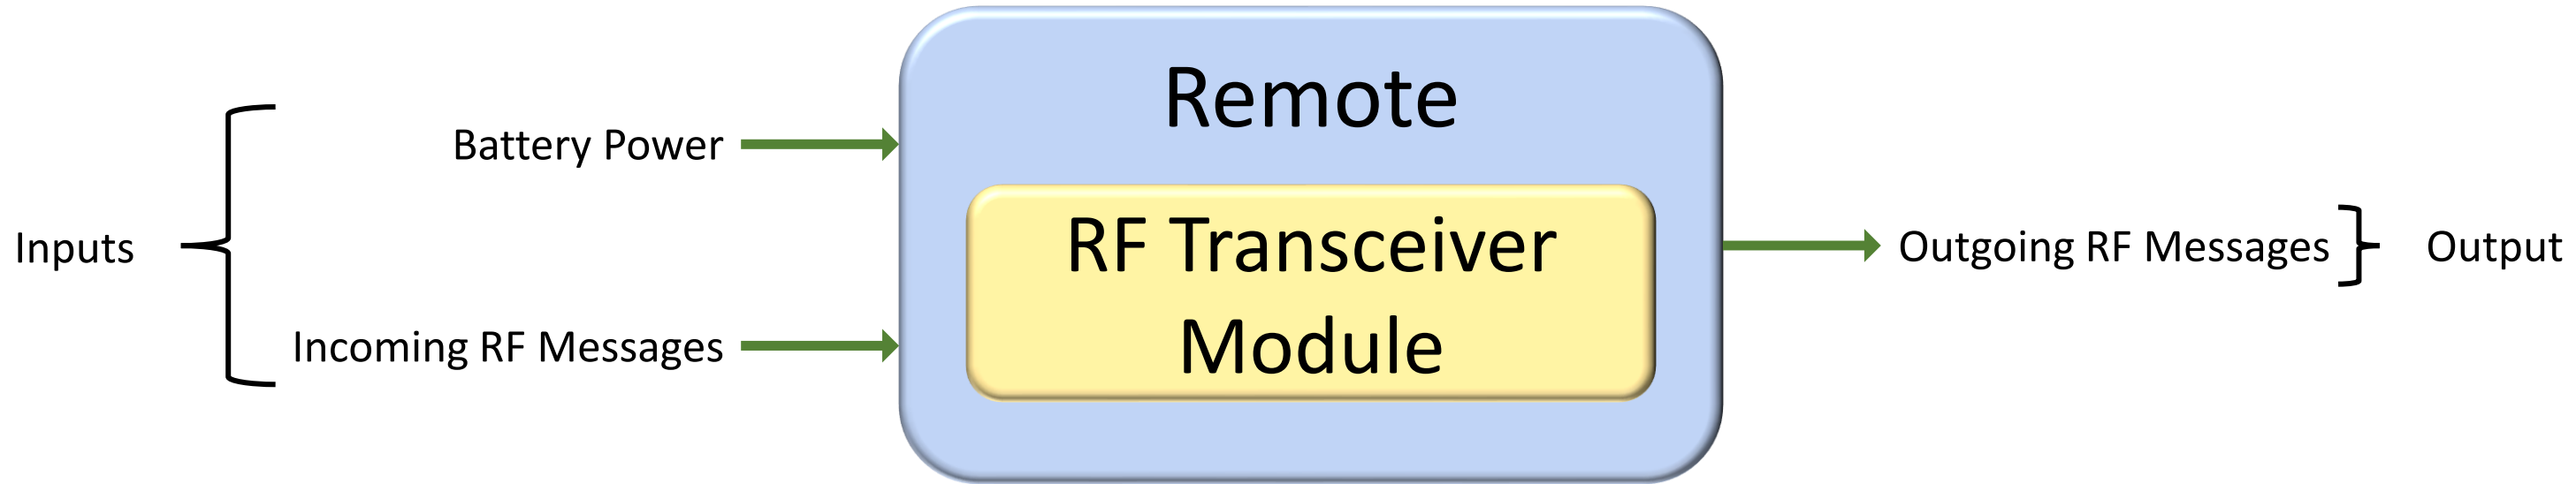 Remote
Battery Power
RF Transceiver
Inputs
Outgoing RF Messages
Output
Incoming RF Messages
Module